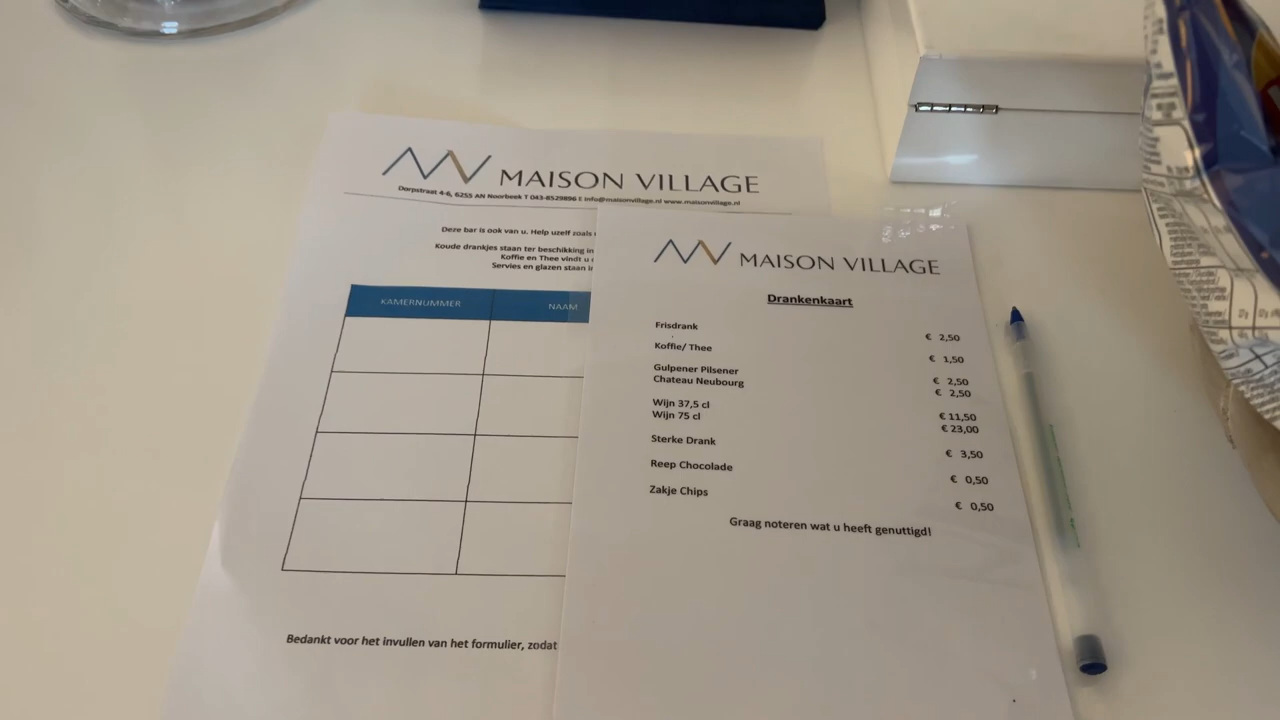 MAISON VILLAGE
Dorpstraat 4-6, 6255 AN Noorbeek T 043-8529896 E info@maisonvillage.nl www.maisonvillage.nl
Deze bar is ook van u. Help uzelf zoals
Koude drankjes staan ter beschikking in
Koffie en Thee vindt u
Servies en glazen staan
KAMERNUMMER NAAM
Bedankt voor het invullen van het formulier, zodat
MAISON VILLAGE
Drankenkaart
Frisdrank € 2,50
Koffie/ Thee € 1,50
Gulpener Pilsener € 2,50
Chateau Neubourg € 2,50
Wijn 37,5 cl € 11,50
Wijn 75 cl € 23,00
Sterke Drank € 3,50
Reep Chocolade € 0,50
Zakje Chips € 0,50
Graag noteren wat u heeft genuttigd!